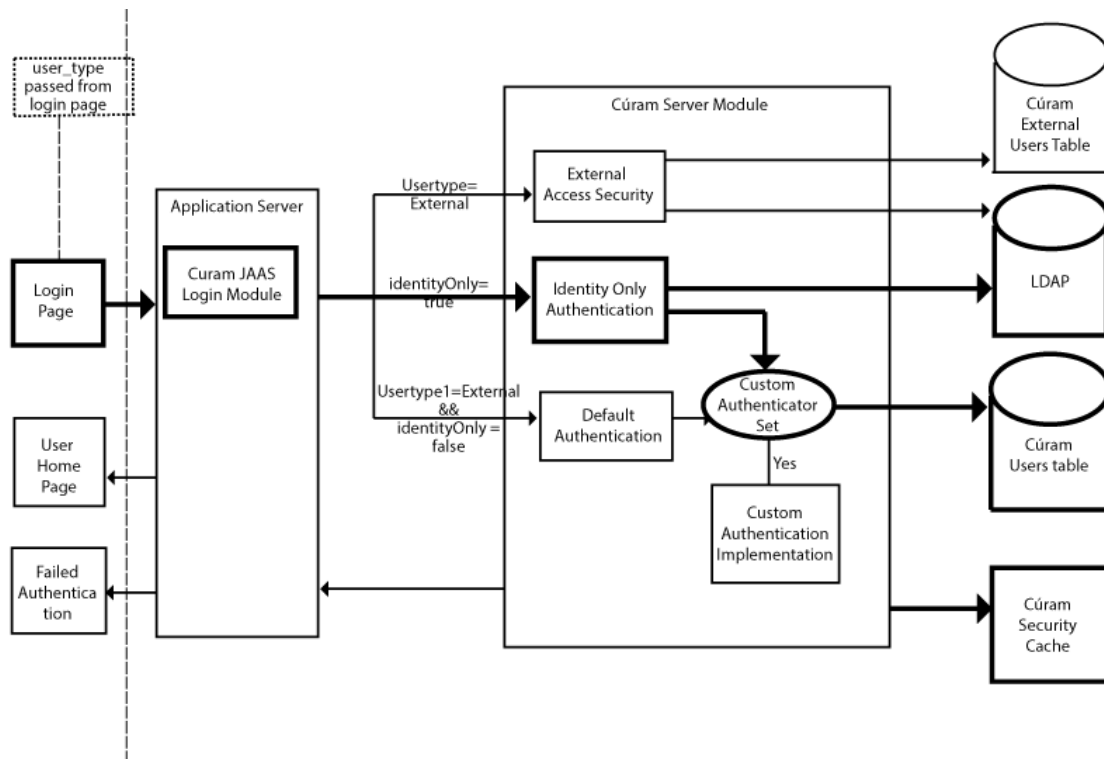 user_type
passed from
login page
Login
Page
User
Home
Page
Failed
Authentica
tion
Application Server
Curam JAAS
Login Module
Usertype=
External
identityOnly=
true
Usertype1=External
&&
identityOnly =
false
Cúram Server Module
External
Access Security
Identity Only
Authentication
Default
Authentication
Custom
Authenticator
Set
Yes
Custom
Authentication
Implementation
Cúram
External
Users Table
LDAP
Cúram
Users table
Cúram
Security
Cache